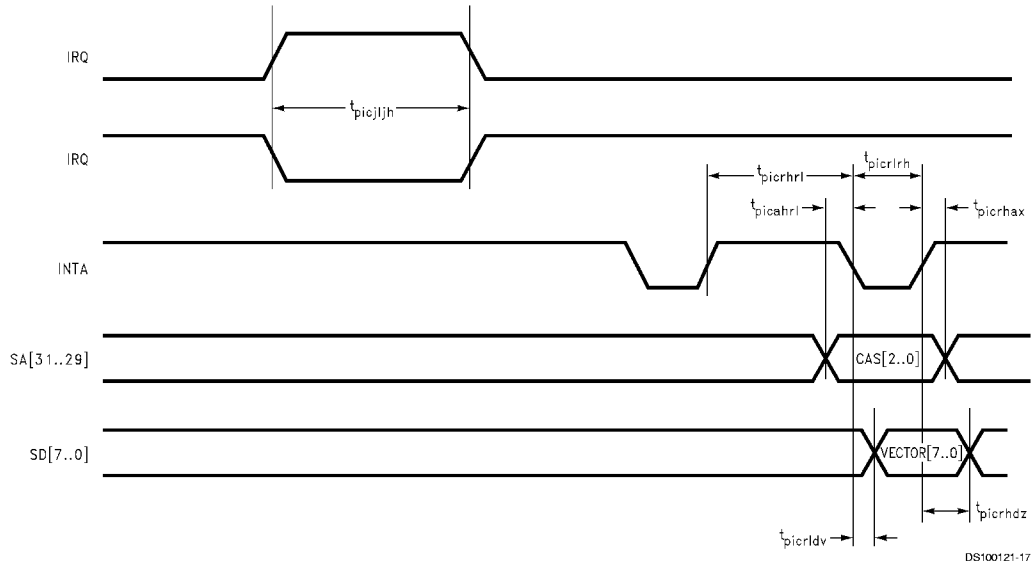 IRQ
t_picjljh
IRQ
t_picrhrl
t_picrlrh
t_picahrl
t_picrhax
INTA
SA[31..29]
CAS[2..0]
SD[7..0]
VECTOR[7..0]
t_picrhdz
t_picrldv
DS100121-17